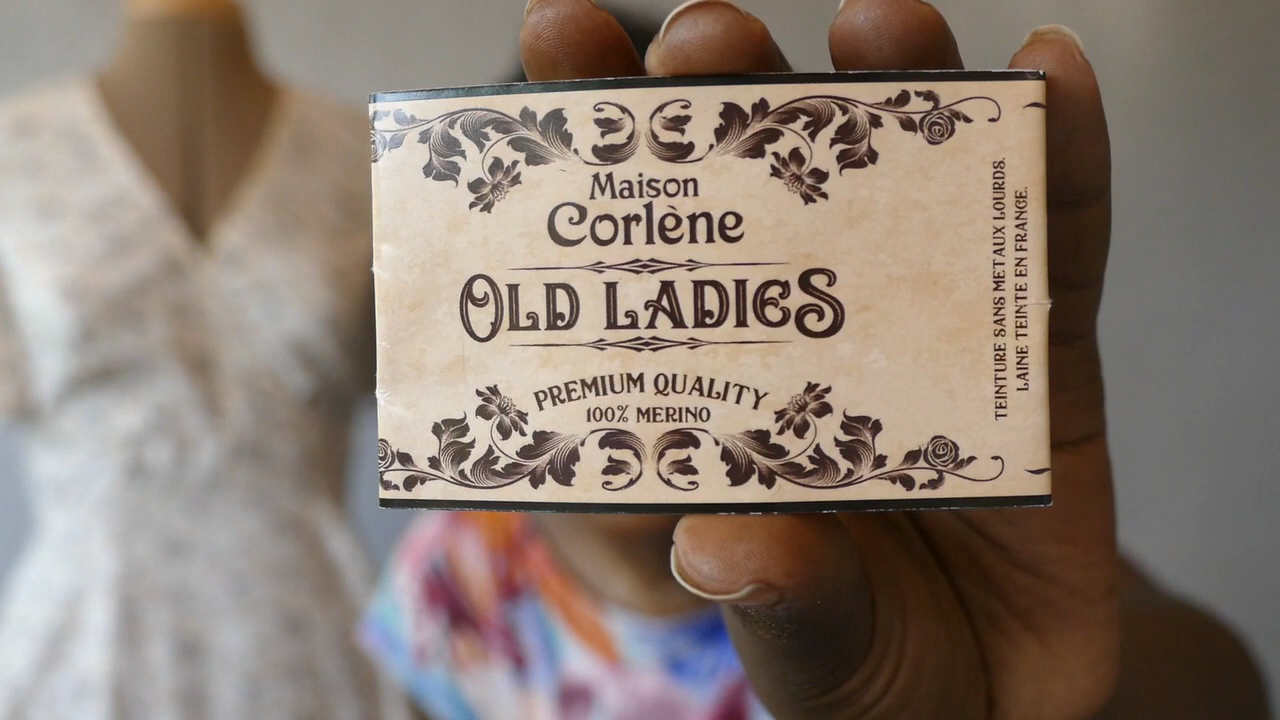 Maison
Corlène
OLD LADIES
PREMIUM QUALITY
100% MERINO
TEINTURE SANS METAUX LOURDS.
LAINE TEINTE EN FRANCE.